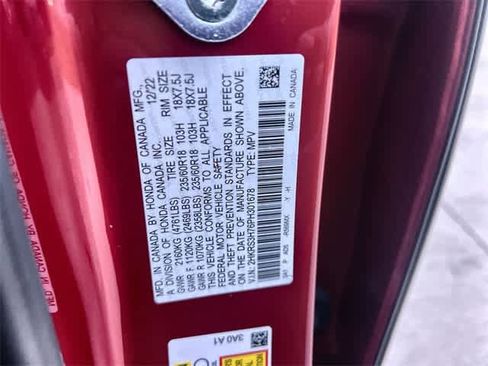 MFD. IN CANADA BY HONDA OF CANADA MFG.,
A DIVISION OF HONDA CANADA INC. 12/22
TIRE SIZE RIM SIZE
GVWR 2160KG (4761LBS)
GAWR F 1120KG (2469LBS) 235/60R18 103H 18X7.5J
GAWR R 1070KG (2358LBS) 235/60R18 103H 18X7.5J
THIS VEHICLE CONFORMS TO ALL APPLICABLE
FEDERAL MOTOR VEHICLE SAFETY
AND THEFT PREVENTION STANDARDS IN EFFECT
ON THE DATE OF MANUFACTURE SHOWN ABOVE.
V.I.N.: 2HKRS3H76PH301678 TYPE: MPV
MADE IN CANADA
3A0 A1